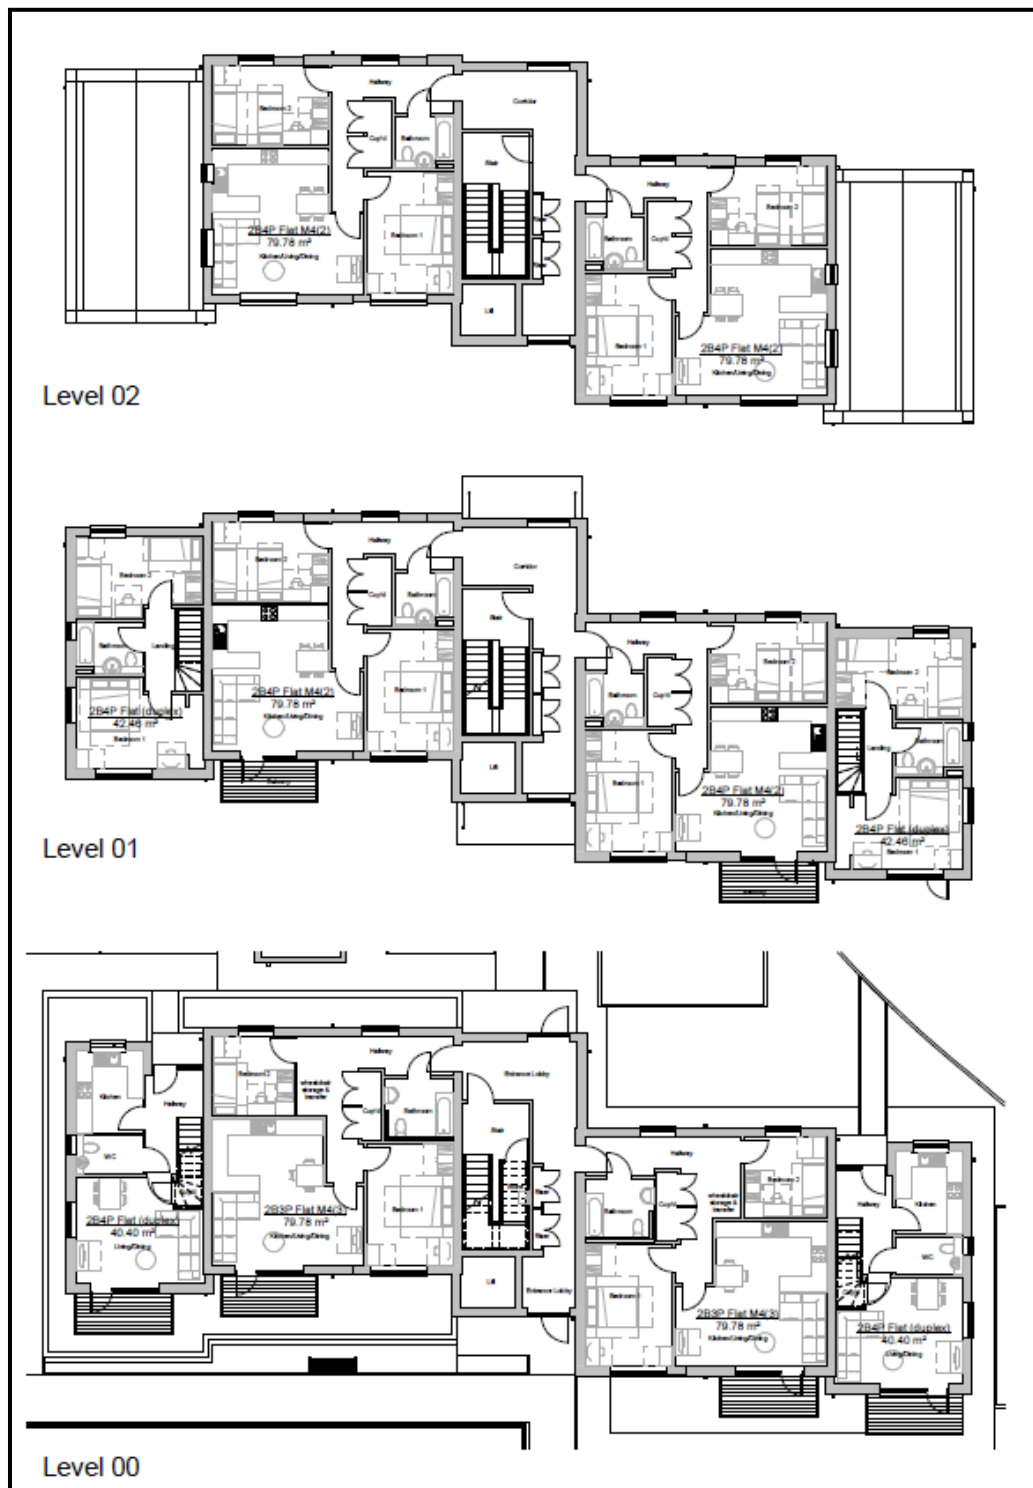 Bedroom 2
Hallway
Cup'd
Bathroom
Corridor
Stair
2B4P Flat M4(2)
79.78 m²
Kitchen/Living/Dining
Bedroom 1
Riser
Riser
Lift
Hallway
Bathroom
Cup'd
Bedroom 2
Bedroom 1
2B4P Flat M4(2)
79.78 m²
Kitchen/Living/Dining
Level 02
Bedroom 2
Bathroom
Landing
2B4P Flat (duplex)
42.46 m²
Bedroom 1
Bedroom 2
Hallway
Cup'd
Bathroom
Corridor
Stair
2B4P Flat M4(2)
79.78 m²
Kitchen/Living/Dining
Bedroom 1
Balcony
Lift
Hallway
Bathroom
Cup'd
Bedroom 2
Bedroom 1
2B4P Flat M4(2)
79.78 m²
Kitchen/Living/Dining
Balcony
Bedroom 2
Landing
Bathroom
2B4P Flat (duplex)
42.46 m²
Bedroom 1
Level 01
Kitchen
Hallway
WC
2B4P Flat (duplex)
40.40 m²
Living/Dining
Bedroom 2
Hallway
wheelchair
storage &
transfer
Cup'd
Bathroom
Entrance Lobby
Stair
2B3P Flat M4(3)
79.78 m²
Kitchen/Living/Dining
Bedroom 1
Riser
Riser
Lift
Entrance Lobby
Hallway
Bathroom
Cup'd
wheelchair
storage &
transfer
Bedroom 2
Bedroom 1
2B3P Flat M4(3)
79.78 m²
Kitchen/Living/Dining
Hallway
Kitchen
WC
2B4P Flat (duplex)
40.40 m²
Living/Dining
Level 00